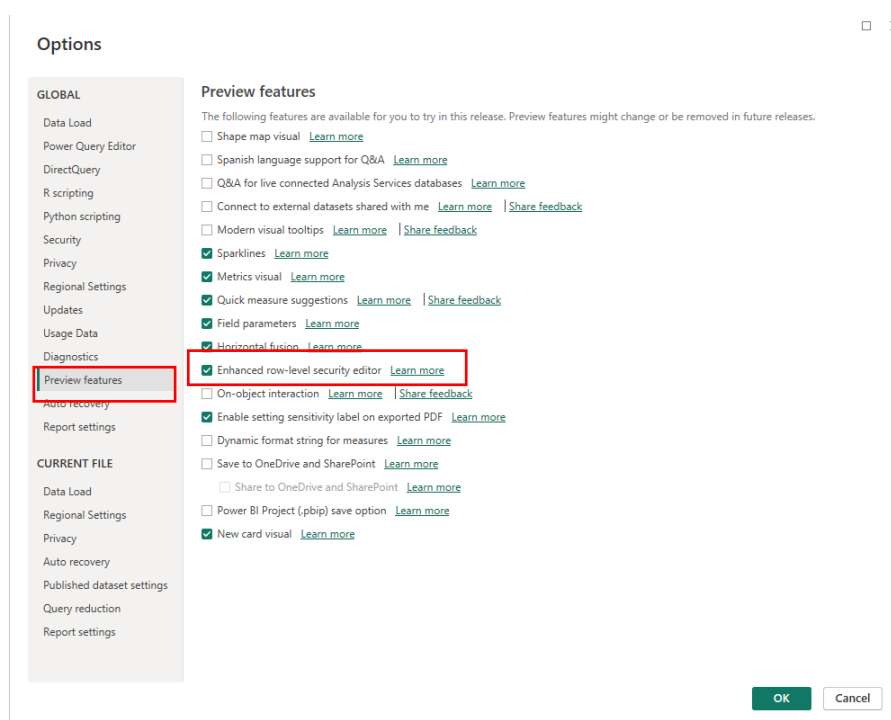 Options
GLOBAL
Data Load
Power Query Editor
DirectQuery
R scripting
Python scripting
Security
Privacy
Regional Settings
Updates
Usage Data
Diagnostics
Preview features
Auto recovery
Report settings
CURRENT FILE
Data Load
Regional Settings
Privacy
Auto recovery
Published dataset settings
Query reduction
Report settings
Preview features
The following features are available for you to try in this release. Preview features might change or be removed in future releases.
Shape map visual Learn more
Spanish language support for Q&A Learn more
Q&A for live connected Analysis Services databases Learn more
Connect to external datasets shared with me Learn more | Share feedback
Modern visual tooltips Learn more | Share feedback
Sparklines Learn more
Metrics visual Learn more
Quick measure suggestions Learn more | Share feedback
Field parameters Learn more
Horizontal fusion Learn more
Enhanced row-level security editor Learn more
On-object interaction Learn more | Share feedback
Enable setting sensitivity label on exported PDF Learn more
Dynamic format string for measures Learn more
Save to OneDrive and SharePoint Learn more
Share to OneDrive and SharePoint Learn more
Power BI Project (.pbip) save option Learn more
New card visual Learn more
OK Cancel